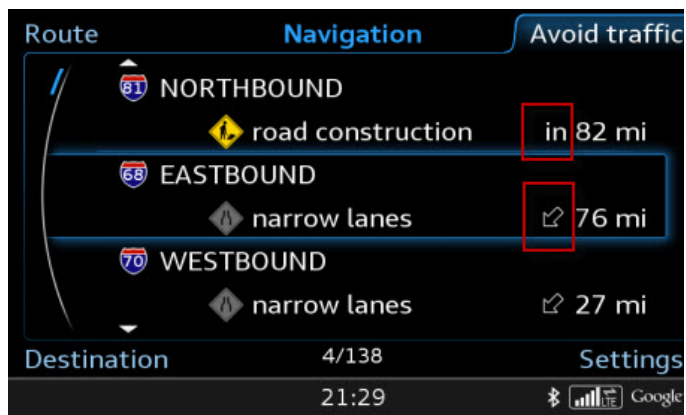 Route Navigation Avoid traffic
81 NORTHBOUND
road construction in 82 mi
68 EASTBOUND
narrow lanes 76 mi
70 WESTBOUND
narrow lanes 27 mi
Destination 4/138 Settings
21:29 LTE Google